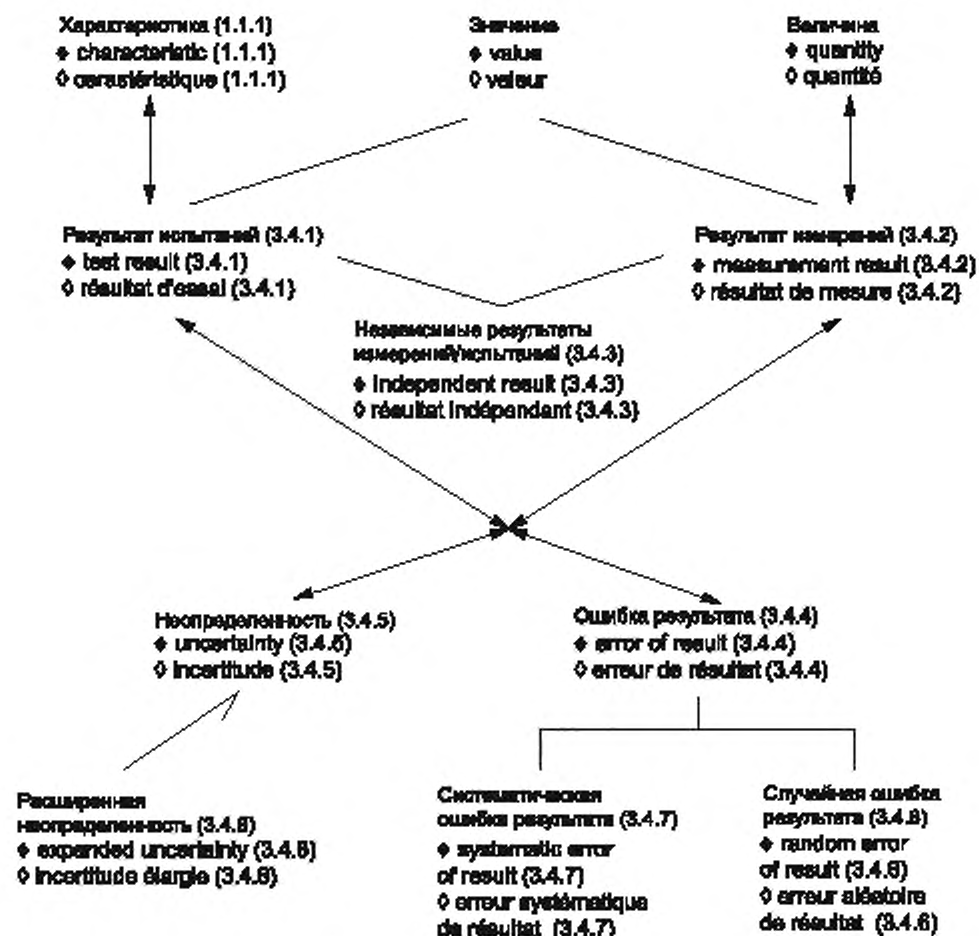 Характеристика (1.1.1)
♦ characteristic (1.1.1)
◊ caractéristique (1.1.1)
Значение
♦ value
◊ valeur
Величина
♦ quantity
◊ quantité
Результат испытаний (3.4.1)
♦ test result (3.4.1)
◊ résultat d'essai (3.4.1)
Результат измерений (3.4.2)
♦ measurement result (3.4.2)
◊ résultat de mesure (3.4.2)
Независимые результаты
измерений/испытаний (3.4.3)
♦ independent result (3.4.3)
◊ résultat indépendant (3.4.3)
Неопределенность (3.4.5)
♦ uncertainty (3.4.5)
◊ incertitude (3.4.5)
Ошибка результата (3.4.4)
♦ error of result (3.4.4)
◊ erreur de résultat (3.4.4)
Расширенная
неопределенность (3.4.6)
♦ expanded uncertainty (3.4.6)
◊ incertitude élargie (3.4.6)
Систематическая
ошибка результата (3.4.7)
♦ systematic error
of result (3.4.7)
◊ erreur systématique
de résultat (3.4.7)
Случайная ошибка
результата (3.4.8)
♦ random error
of result (3.4.8)
◊ erreur aléatoire
de résultat (3.4.6)